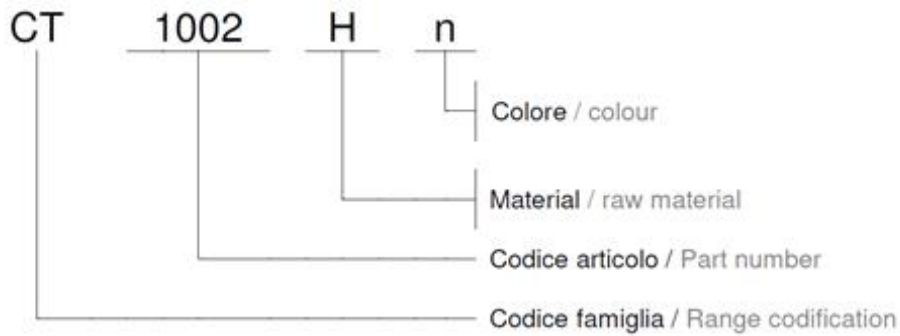 CT 1002 H n
Colore / colour
Material / raw material
Codice articolo / Part number
Codice famiglia / Range codification